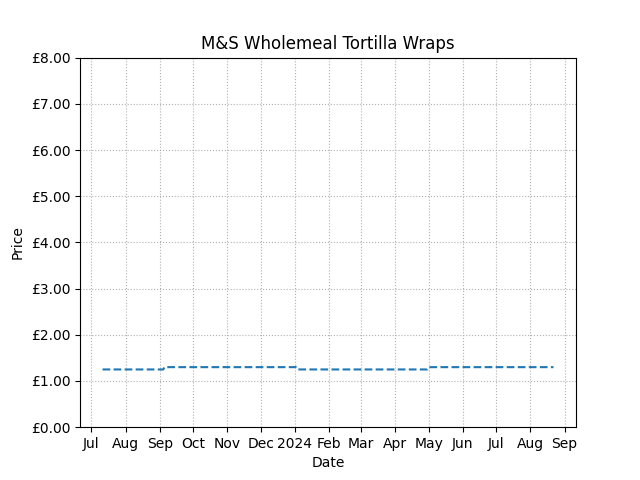 M&S Wholemeal Tortilla Wraps
£8.00
£7.00
£6.00
£5.00
£4.00
£3.00
£2.00
£1.00
£0.00
Price
Jul Aug Sep Oct Nov Dec 2024 Feb Mar Apr May Jun Jul Aug Sep
Date